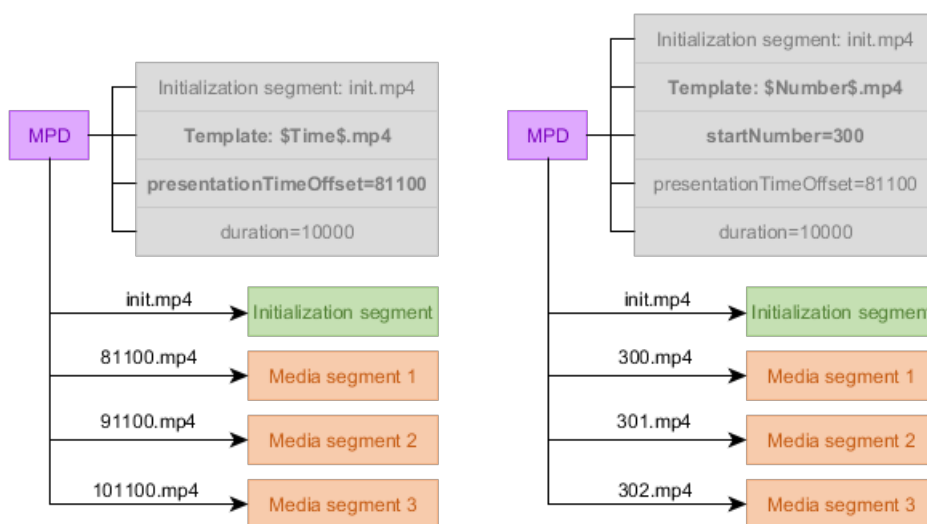 Initialization segment: init.mp4
Template: $Time$.mp4
MPD
presentationTimeOffset=81100
duration=10000
init.mp4
Initialization segment
81100.mp4
Media segment 1
91100.mp4
Media segment 2
101100.mp4
Media segment 3
Initialization segment: init.mp4
Template: $Number$.mp4
MPD
startNumber=300
presentationTimeOffset=81100
duration=10000
init.mp4
Initialization segment
300.mp4
Media segment 1
301.mp4
Media segment 2
302.mp4
Media segment 3